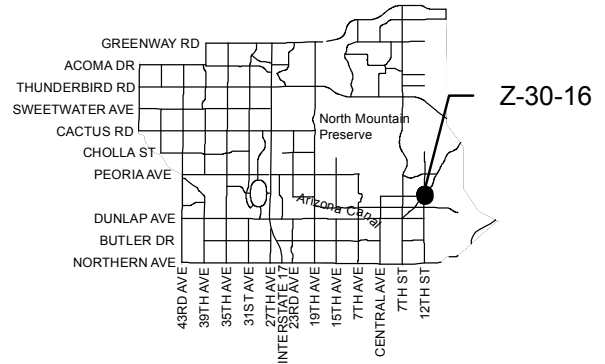 GREENWAY RD
ACOMA DR
THUNDERBIRD RD
SWEETWATER AVE
CACTUS RD
CHOLLA ST
PEORIA AVE
DUNLAP AVE
BUTLER DR
NORTHERN AVE
North Mountain
Preserve
Arizona Canal
Z-30-16
43RD AVE
39TH AVE
35TH AVE
31ST AVE
27TH AVE
INTERSTATE 17
23RD AVE
19TH AVE
15TH AVE
7TH AVE
CENTRAL AVE
7TH ST
12TH ST